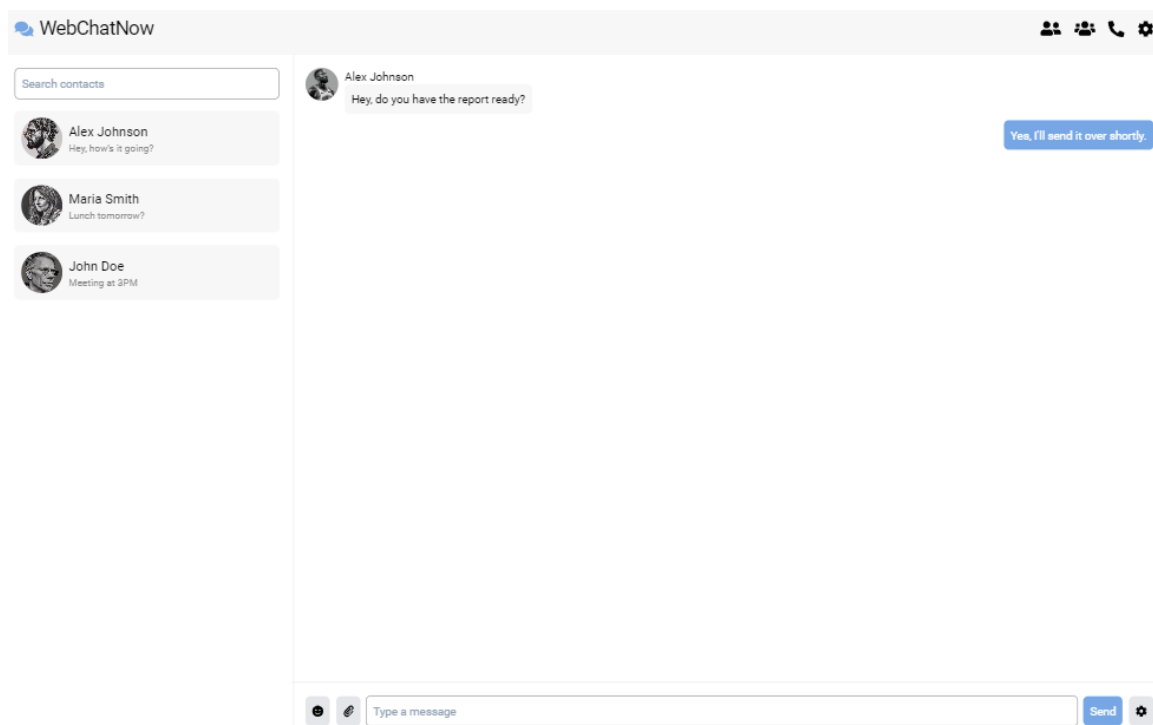 WebChatNow
Search contacts
Alex Johnson
Hey, how's it going?
Maria Smith
Lunch tomorrow?
John Doe
Meeting at 3PM
Alex Johnson
Hey, do you have the report ready?
Yes, I'll send it over shortly.
Type a message
Send